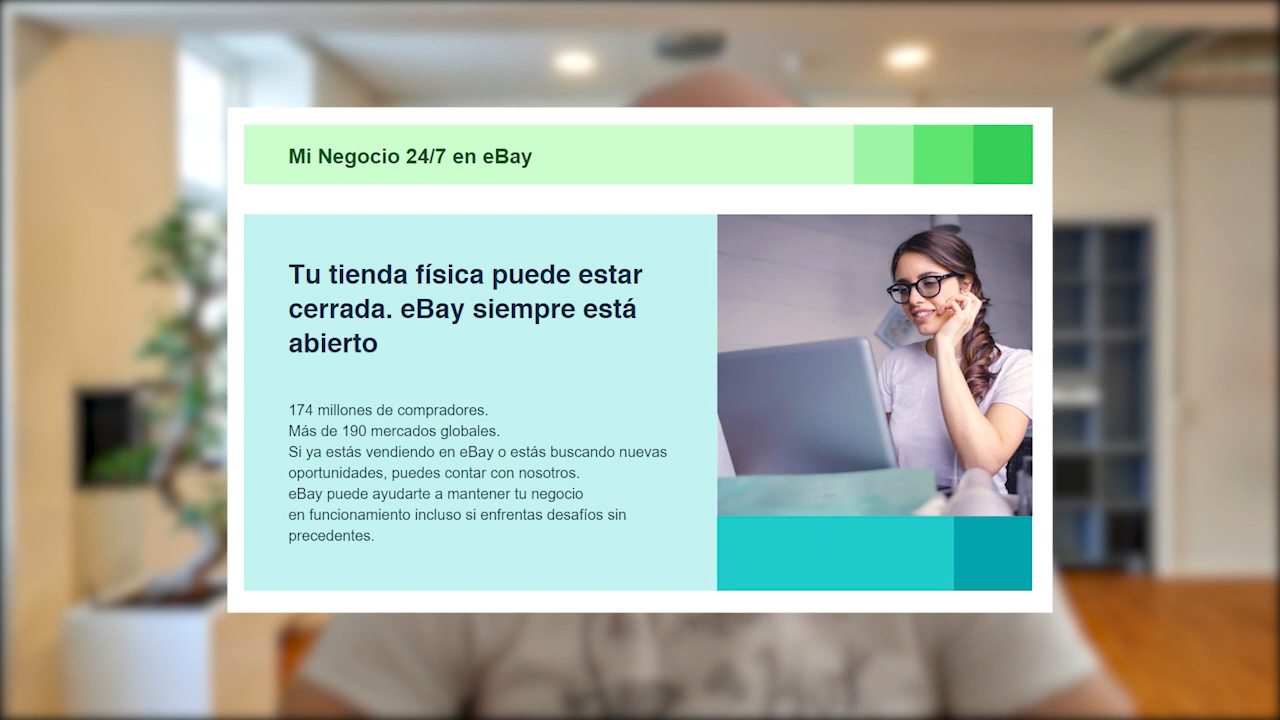 Mi Negocio 24/7 en eBay
Tu tienda física puede estar
cerrada. eBay siempre está
abierto
174 millones de compradores.
Más de 190 mercados globales.
Si ya estás vendiendo en eBay o estás buscando nuevas
oportunidades, puedes contar con nosotros.
eBay puede ayudarte a mantener tu negocio
en funcionamiento incluso si enfrentas desafíos sin
precedentes.